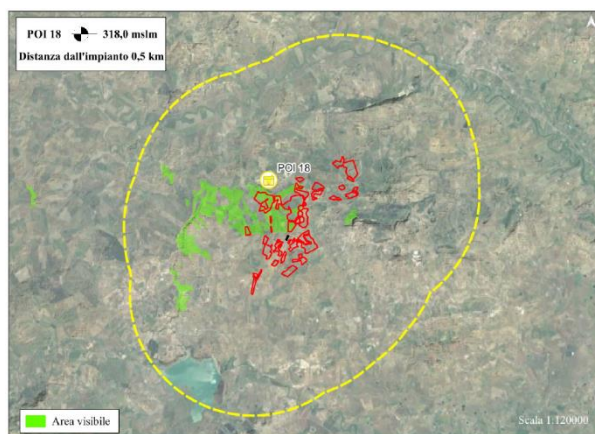 POI 18 318,0 mslm
Distanza dall'impianto 0,5 km
POI 18
Area visibile
Scala 1:120000